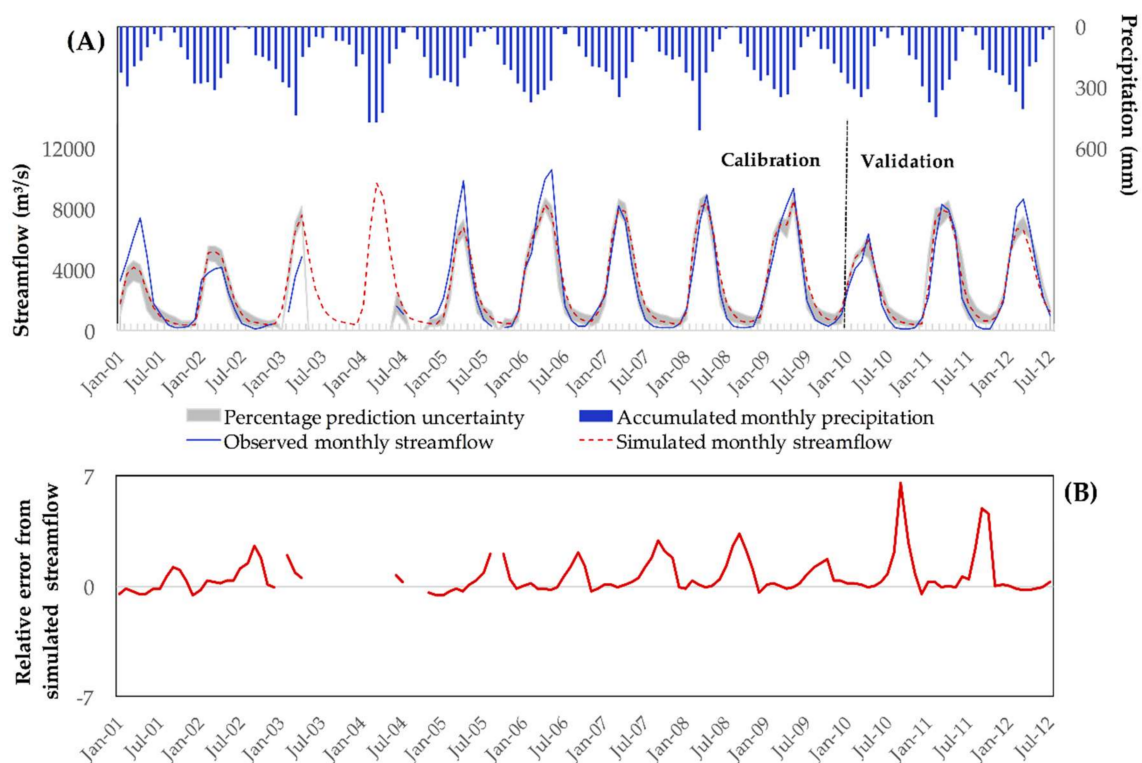 (A)
0
300
600
Precipitation (mm)
12000
8000
4000
0
Streamflow (m³/s)
Calibration
Validation
Jan-01
Jul-01
Jan-02
Jul-02
Jan-03
Jul-03
Jan-04
Jul-04
Jan-05
Jul-05
Jan-06
Jul-06
Jan-07
Jul-07
Jan-08
Jul-08
Jan-09
Jul-09
Jan-10
Jul-10
Jan-11
Jul-11
Jan-12
Jul-12
Percentage prediction uncertainty
Accumulated monthly precipitation
Observed monthly streamflow
Simulated monthly streamflow
7
0
-7
Relative error from
simulated streamflow
(B)
Jan-01
Jul-01
Jan-02
Jul-02
Jan-03
Jul-03
Jan-04
Jul-04
Jan-05
Jul-05
Jan-06
Jul-06
Jan-07
Jul-07
Jan-08
Jul-08
Jan-09
Jul-09
Jan-10
Jul-10
Jan-11
Jul-11
Jan-12
Jul-12